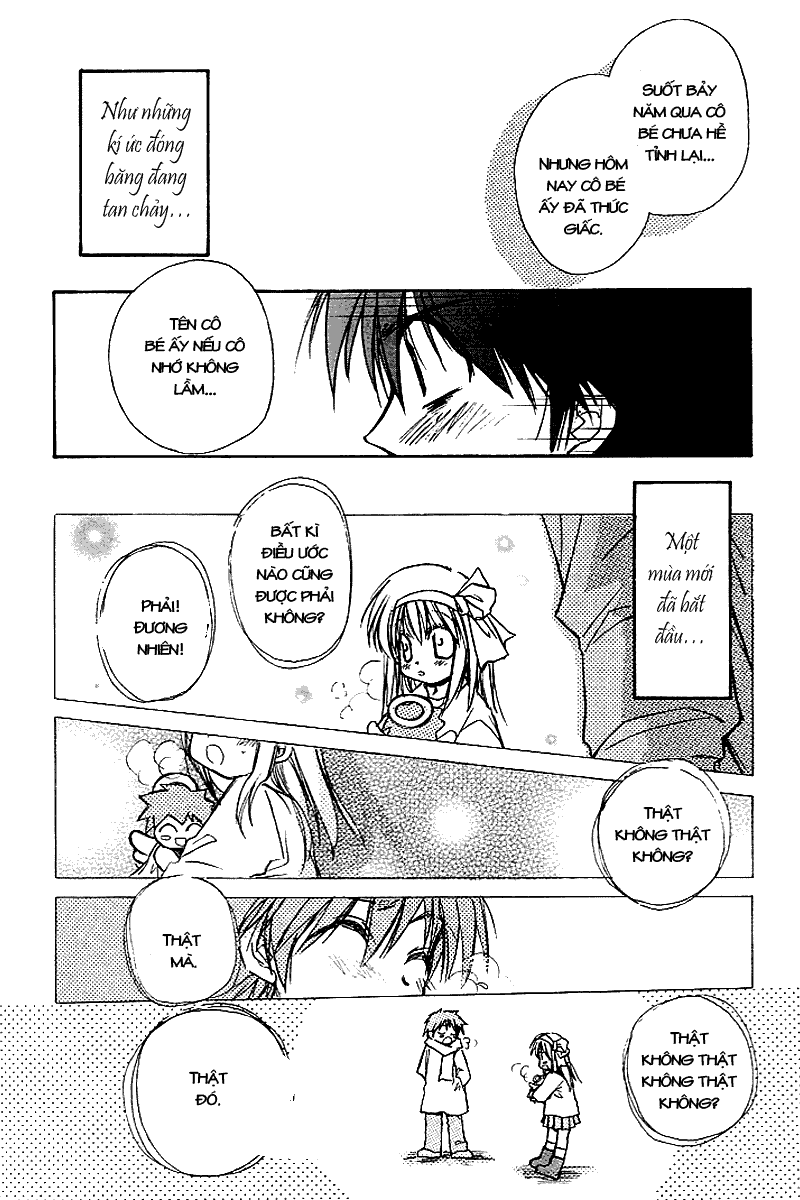 SUỐT BẢY
NĂM QUA CÔ
BÉ CHƯA HỀ
TỈNH LẠI...
NHƯNG HÔM
NAY CÔ BÉ
ẤY ĐÃ THỨC
GIẤC.
Như những
kí ức đóng
băng đang
tan chảy...
TÊN CÔ
BÉ ẤY NẾU CÔ
NHỚ KHÔNG
LẦM...
Một
mùa mới
đã bắt
đầu...
BẤT KÌ
ĐIỀU ƯỚC
NÀO CŨNG
ĐƯỢC PHẢI
KHÔNG?
PHẢI!
ĐƯƠNG
NHIÊN!
THẬT
KHÔNG THẬT
KHÔNG?
THẬT
MÀ.
THẬT
KHÔNG THẬT
KHÔNG THẬT
KHÔNG?
THẬT
ĐÓ.